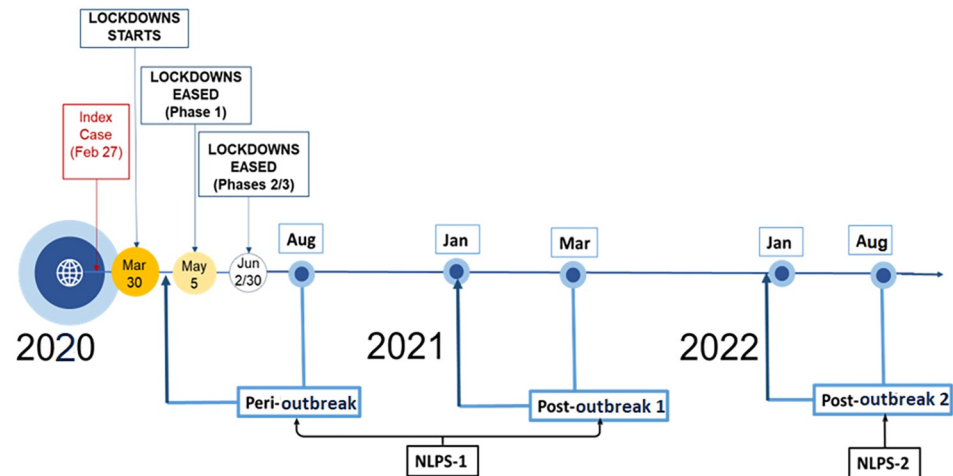 LOCKDOWNS
STARTS
LOCKDOWNS
EASED
(Phase 1)
Index
Case
(Feb 27)
LOCKDOWNS
EASED
(Phases 2/3)
Aug
Jan
Mar
Jan
Aug
Mar
30
May
5
Jun
2/30
2020
2021
2022
Peri-outbreak
Post-outbreak 1
Post-outbreak 2
NLPS-1
NLPS-2